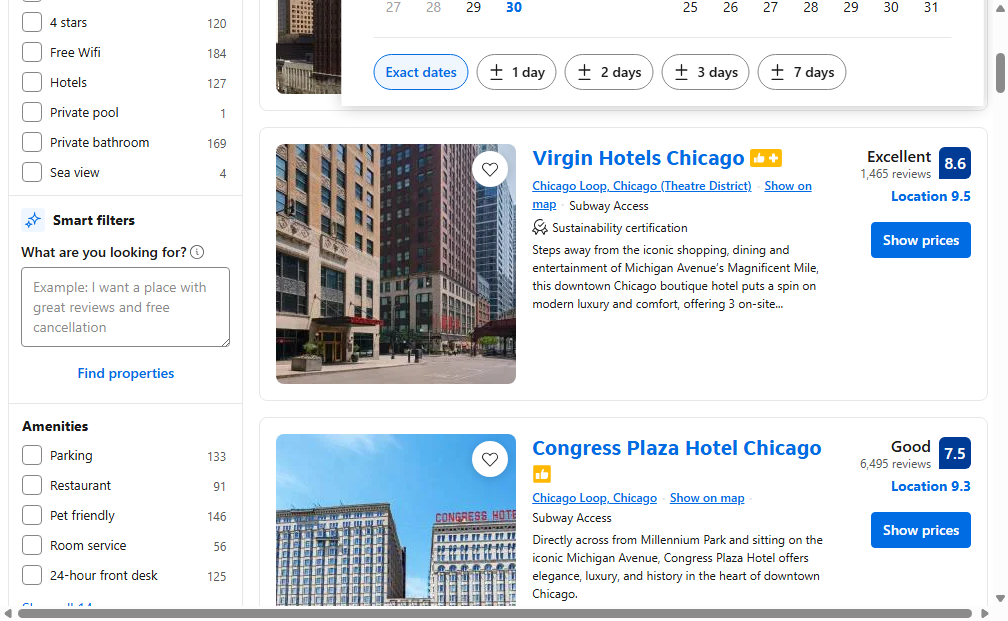 4 stars 120
Free Wifi 184
Hotels 127
Private pool 1
Private bathroom 169
Sea view 4
Smart filters
What are you looking for?
Example: I want a place with
great reviews and free
cancellation
Find properties
Amenities
Parking 133
Restaurant 91
Pet friendly 146
Room service 56
24-hour front desk 125
27 28 29 30
25 26 27 28 29 30 31
Exact dates
± 1 day
± 2 days
± 3 days
± 7 days
Virgin Hotels Chicago
Chicago Loop, Chicago (Theatre District) · Show on
map · Subway Access
Sustainability certification
Steps away from the iconic shopping, dining and
entertainment of Michigan Avenue's Magnificent Mile,
this downtown Chicago boutique hotel puts a spin on
modern luxury and comfort, offering 3 on-site...
Excellent
1,465 reviews
8.6
Location 9.5
Show prices
CONGRESS HOTE
Congress Plaza Hotel Chicago
Chicago Loop, Chicago · Show on map ·
Subway Access
Directly across from Millennium Park and sitting on the
iconic Michigan Avenue, Congress Plaza Hotel offers
elegance, luxury, and history in the heart of downtown
Chicago.
Good
6,495 reviews
7.5
Location 9.3
Show prices